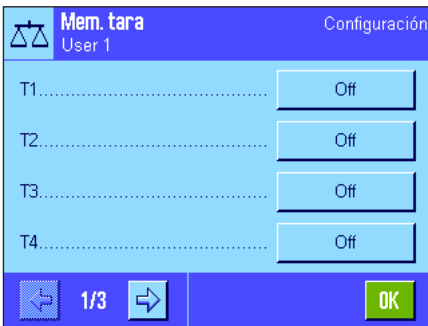 Mem. tara
Configuración
User 1
T1........................................ Off
T2........................................ Off
T3........................................ Off
T4........................................ Off
1/3
OK